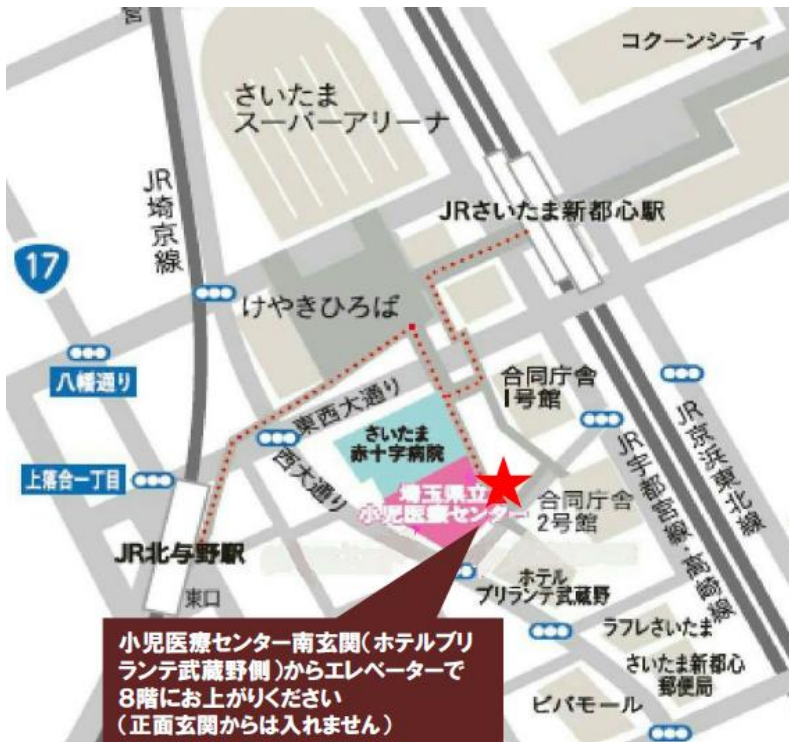 コクーンシティ
さいたま
スーパーアリーナ
JR埼京線
JRさいたま新都心駅
17
けやきひろば
八幡通り
東西大通り
合同庁舎
1号館
さいたま
赤十字病院
上落合一丁目
西大通り
埼玉県立
小児医療センター
合同庁舎
2号館
JR宇都宮線・高崎線
JR京浜東北線
JR北与野駅
東口
ホテル
ブリランテ武蔵野
ラフレさいたま
さいたま新都心
郵便局
ビバモール
小児医療センター南玄関(ホテルブリ
ランテ武蔵野側)からエレベーターで
8階にお上がりください
(正面玄関からは入れません)